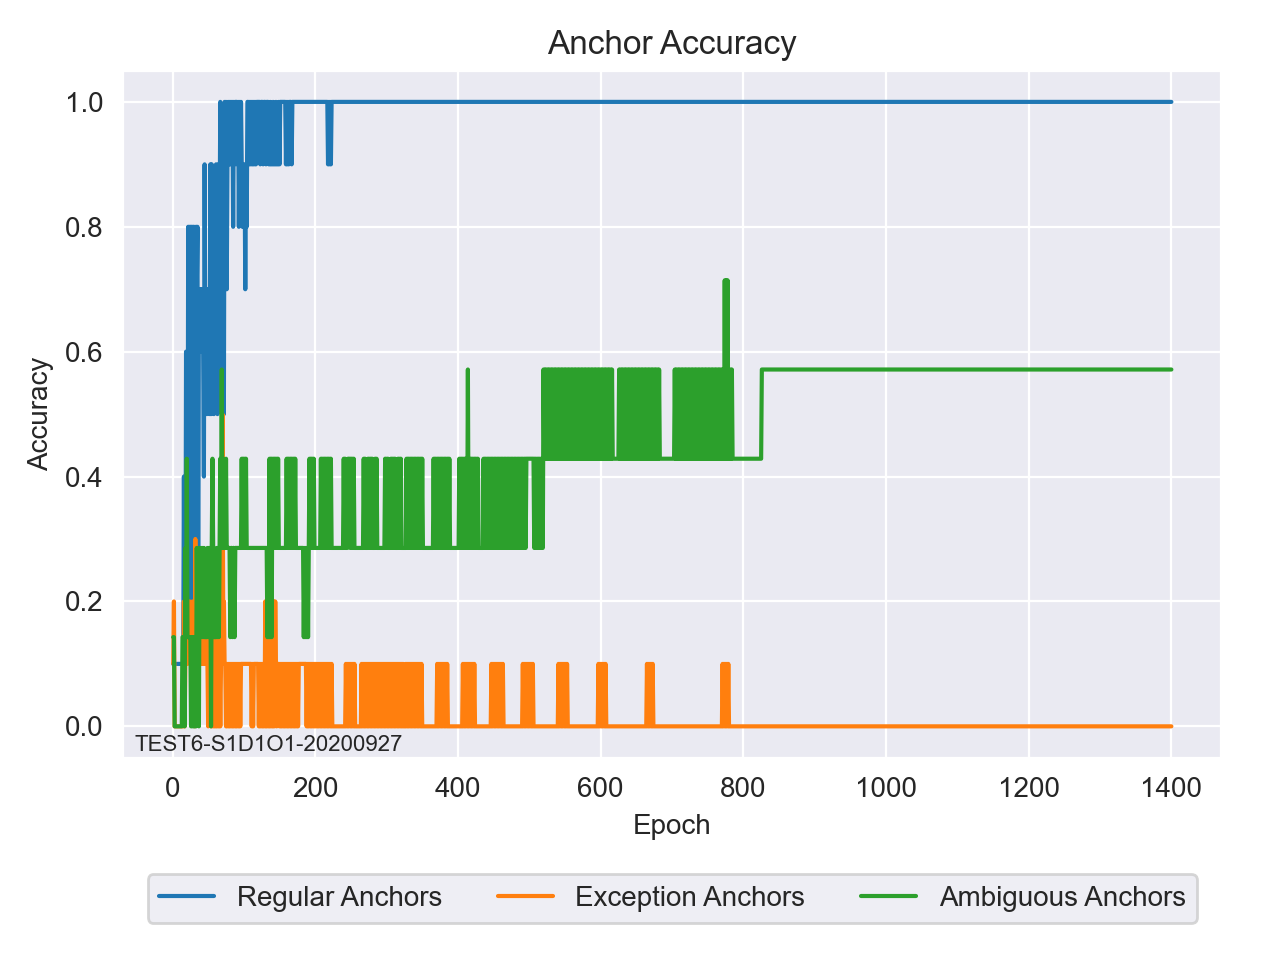 Anchor Accuracy
1.0
0.8
0.6
0.4
0.2
0.0
Accuracy
TEST6-S1D1O1-20200927
0 200 400 600 800 1000 1200 1400
Epoch
Regular Anchors Exception Anchors Ambiguous Anchors